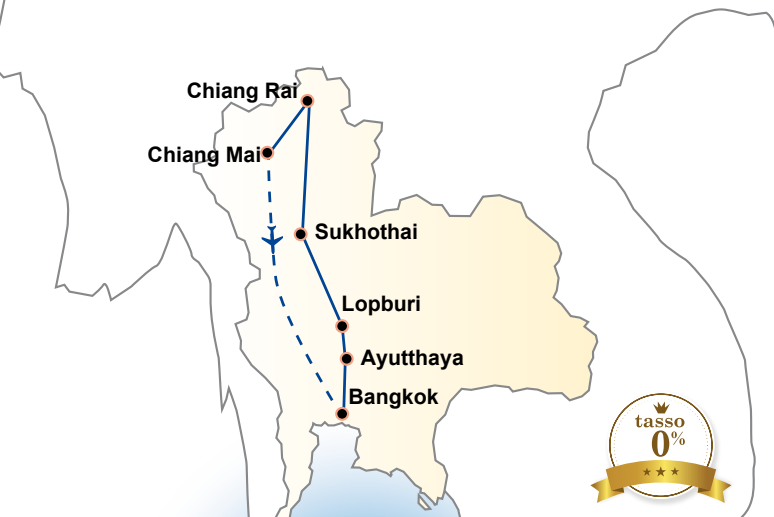 Chiang Rai
Chiang Mai
Sukhothai
Lopburi
Ayutthaya
Bangkok
tasso
0%